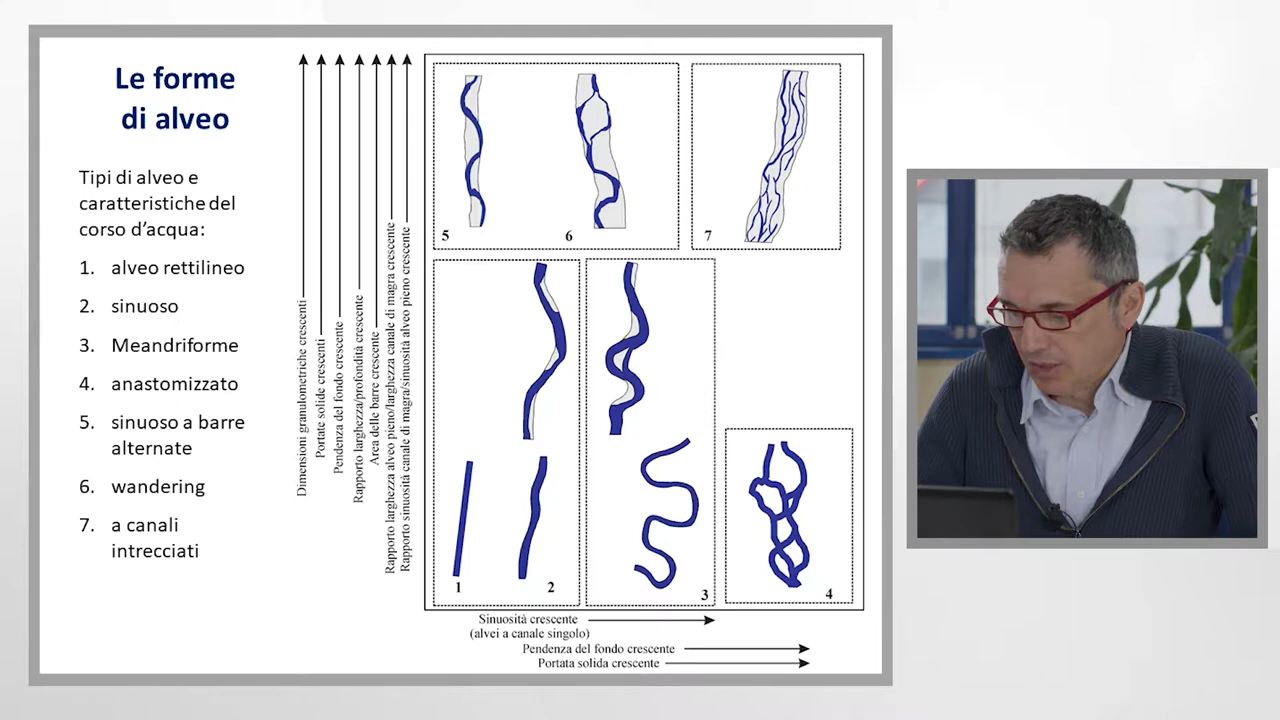 Le forme
di alveo
Tipi di alveo e
caratteristiche del
corso d'acqua:
1. alveo rettilineo
2. sinuoso
3. Meandriforme
4. anastomizzato
5. sinuoso a barre
alternate
6. wandering
7. a canali
intrecciati
Dimensioni granulometriche crescenti
Portate solide crescenti
Pendenza del fondo crescente
Rapporto larghezza/profondità crescente
Area delle barre crescente
Rapporto larghezza alveo pieno/larghezza canale di magra crescente
Rapporto sinuosità canale di magra/sinuosità alveo pieno crescente
5
6
7
1
2
3
4
Sinuosità crescente
(alvei a canale singolo)
Pendenza del fondo crescente
Portata solida crescente